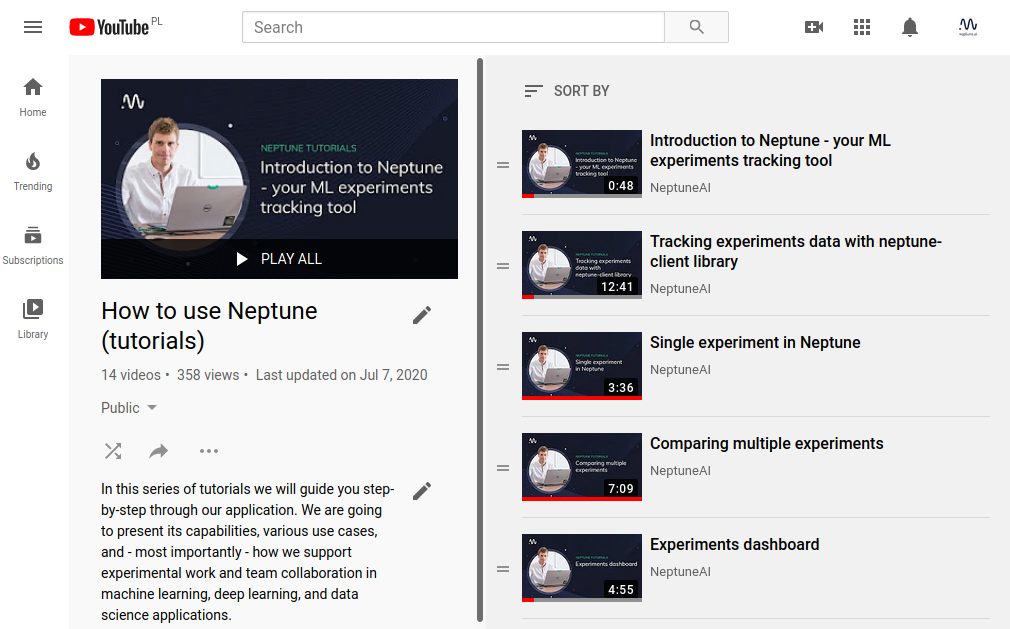 YouTube PL
Search
Home
Trending
Subscriptions
Library
NEPTUNE TUTORIALS
Introduction to Neptune
- your ML experiments
tracking tool
PLAY ALL
How to use Neptune
(tutorials)
14 videos • 358 views • Last updated on Jul 7, 2020
Public
In this series of tutorials we will guide you step-
by-step through our application. We are going
to present its capabilities, various use cases,
and - most importantly - how we support
experimental work and team collaboration in
machine learning, deep learning, and data
science applications.
SORT BY
NEPTUNE TUTORIALS
Introduction to Neptune
- your ML experiments
tracking tool
0:48
Introduction to Neptune - your ML
experiments tracking tool
NeptuneAI
NEPTUNE TUTORIALS
Tracking experiments
data with
neptune-client library
12:41
Tracking experiments data with neptune-
client library
NeptuneAI
NEPTUNE TUTORIALS
Single experiment
in Neptune
3:36
Single experiment in Neptune
NeptuneAI
NEPTUNE TUTORIALS
Comparing multiple
experiments
7:09
Comparing multiple experiments
NeptuneAI
NEPTUNE TUTORIALS
Experiments dashboard
4:55
Experiments dashboard
NeptuneAI